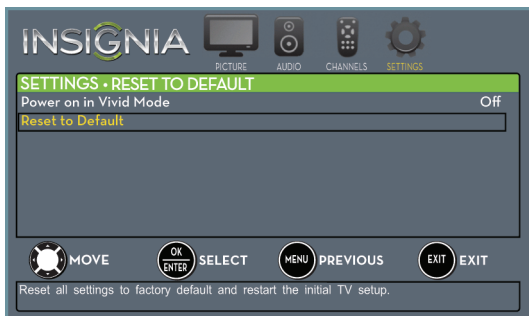 INSIGNIA
PICTURE AUDIO CHANNELS SETTINGS
SETTINGS • RESET TO DEFAULT
Power on in Vivid Mode Off
Reset to Default
MOVE OK ENTER SELECT MENU PREVIOUS EXIT EXIT
Reset all settings to factory default and restart the initial TV setup.